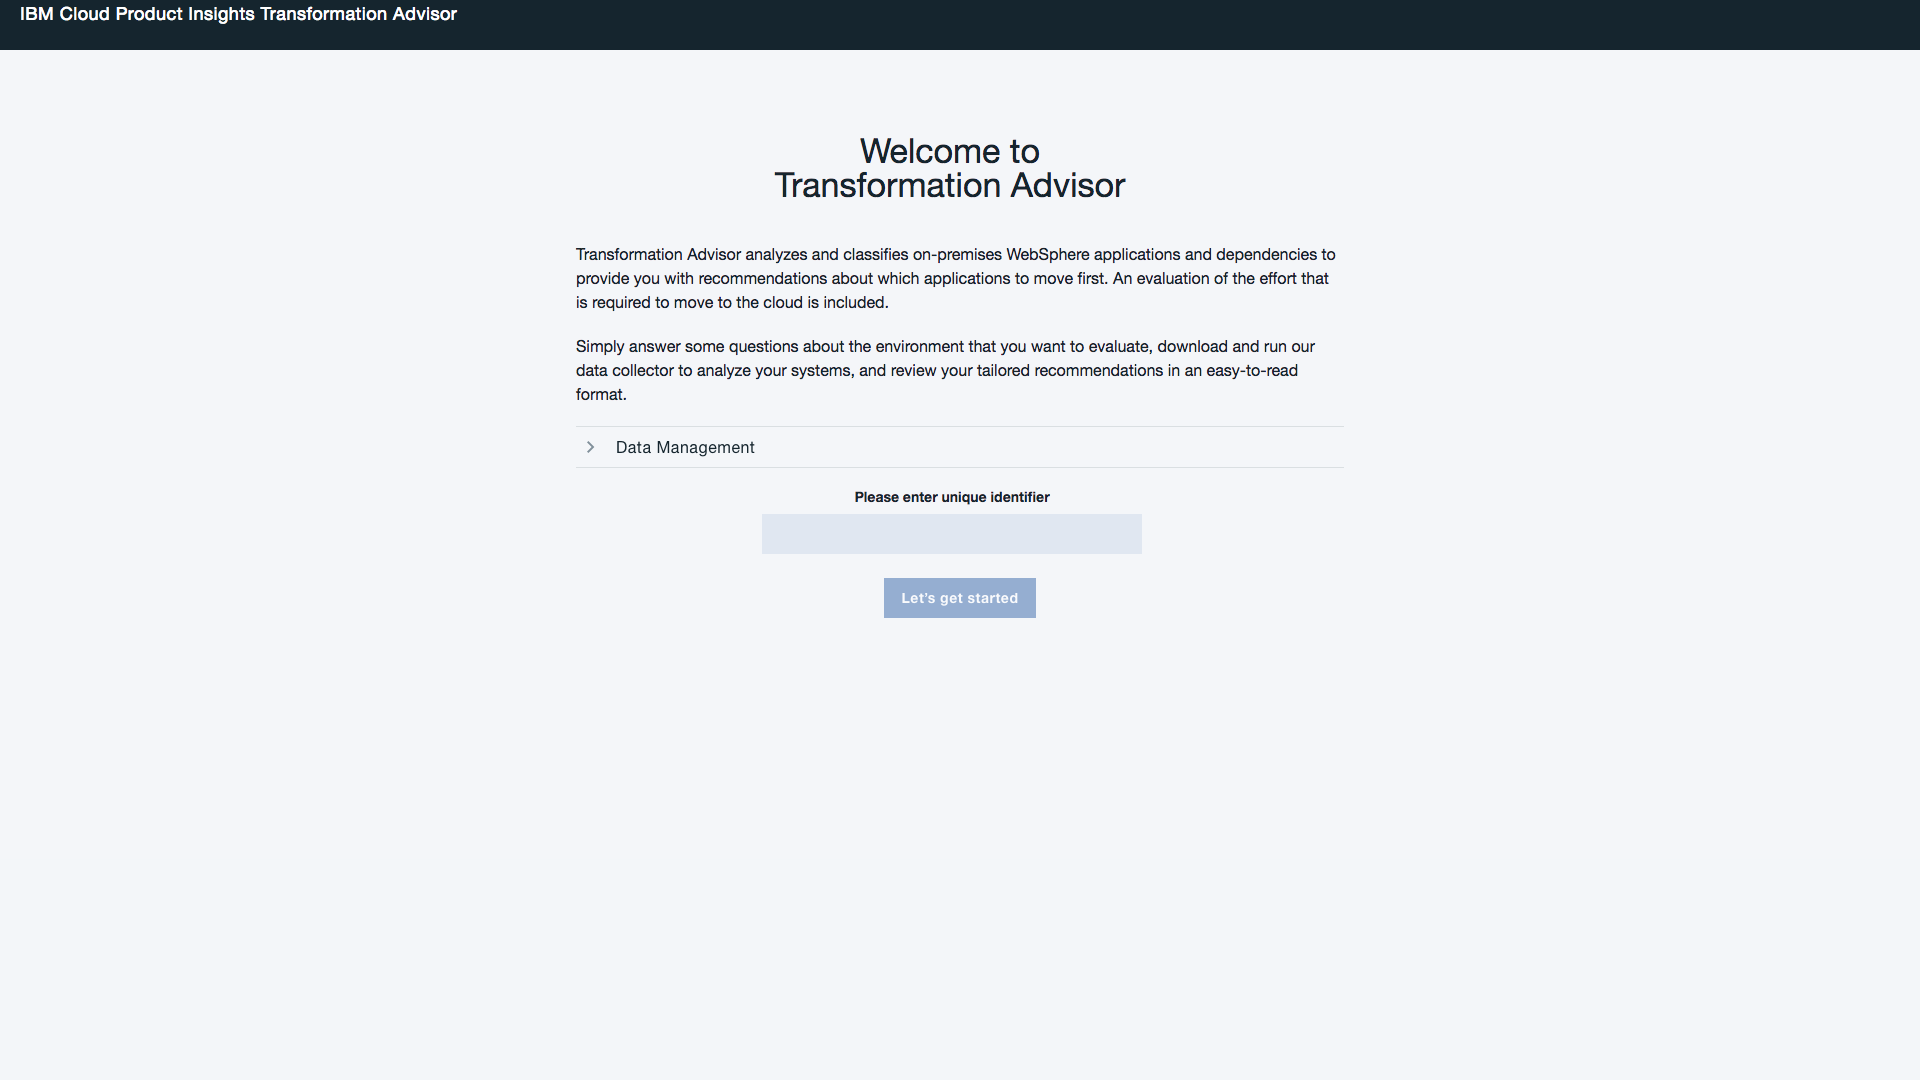 IBM Cloud Product Insights Transformation Advisor
Welcome to
Transformation Advisor
Transformation Advisor analyzes and classifies on-premises WebSphere applications and dependencies to
provide you with recommendations about which applications to move first. An evaluation of the effort that
is required to move to the cloud is included.
Simply answer some questions about the environment that you want to evaluate, download and run our
data collector to analyze your systems, and review your tailored recommendations in an easy-to-read
format.
Data Management
Please enter unique identifier
Let's get started